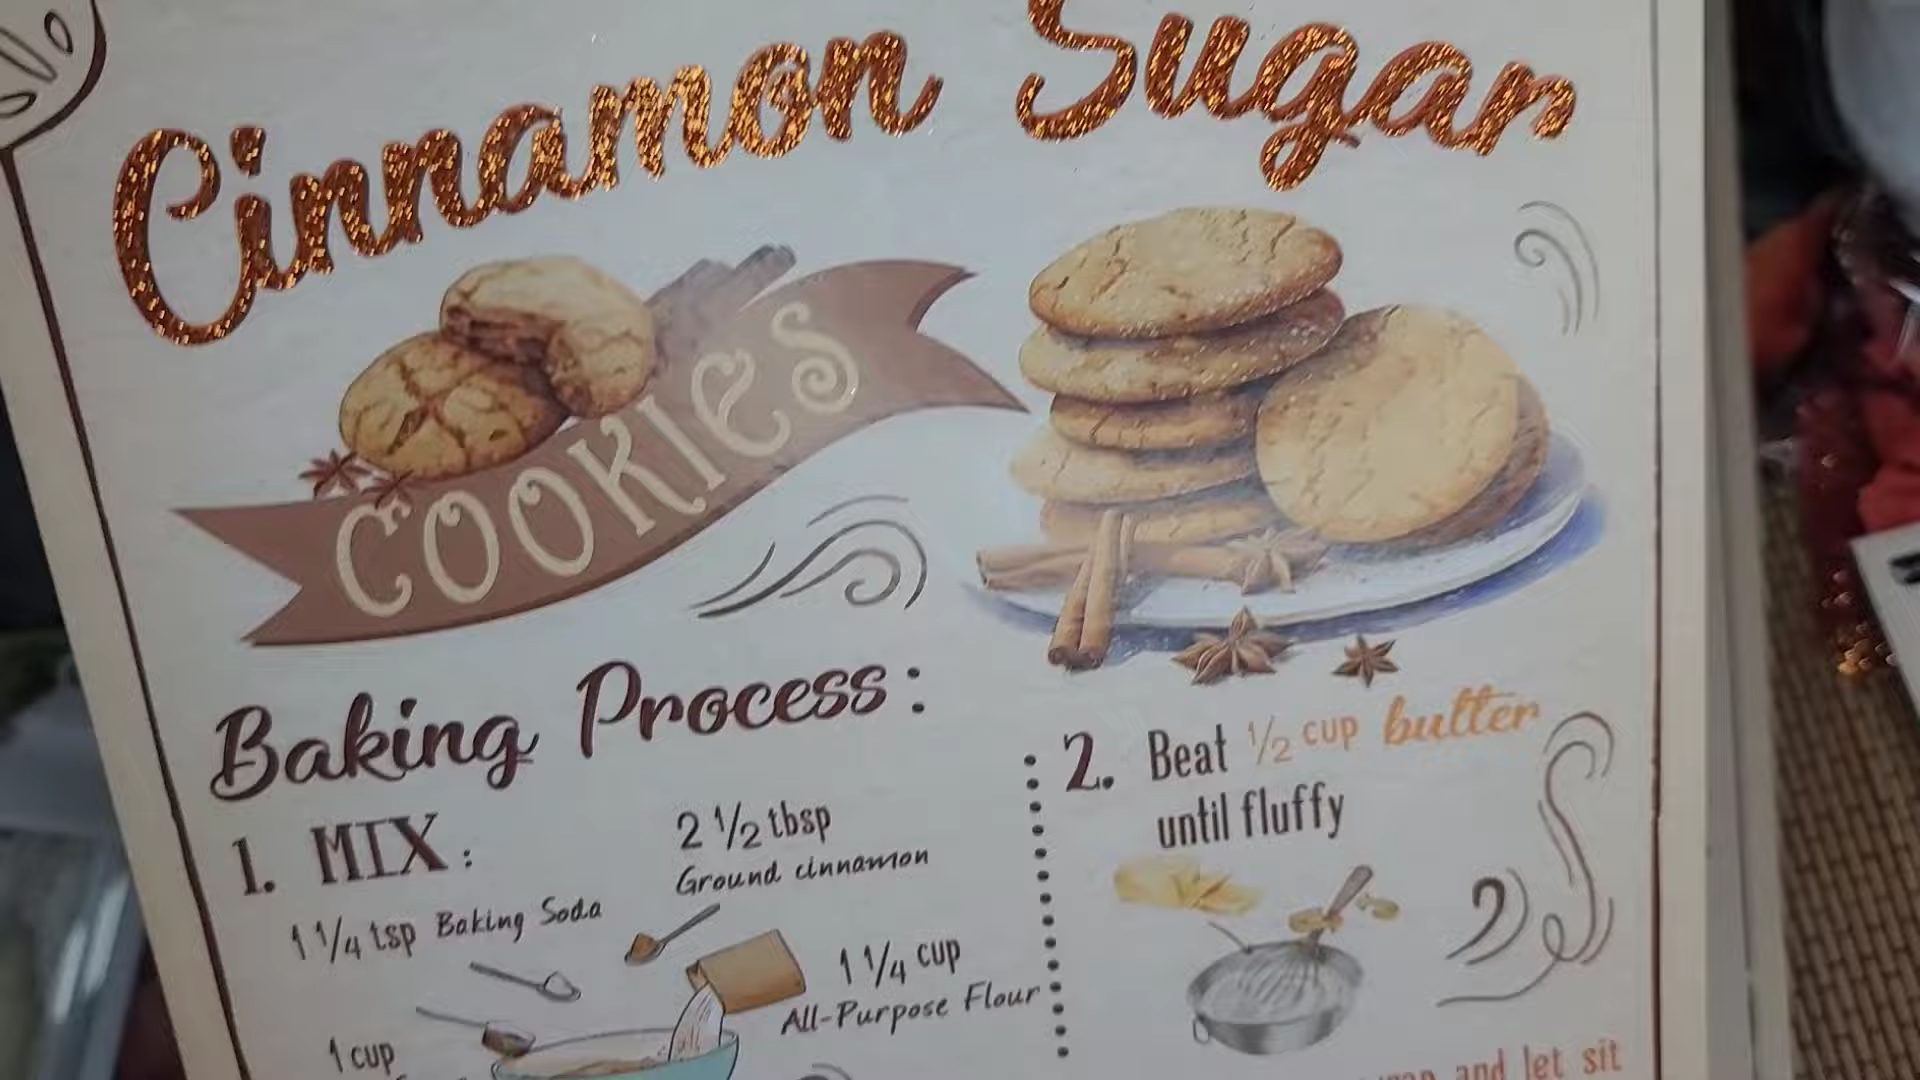 Cinnamon Sugar
COOKIES
Baking Process:
1. MIX:
2 1/2 tbsp
Ground cinnamon
1 1/4 tsp Baking Soda
1 1/4 cup
All-Purpose Flour
1 cup
2. Beat 1/2 cup butter
until fluffy
and let sit